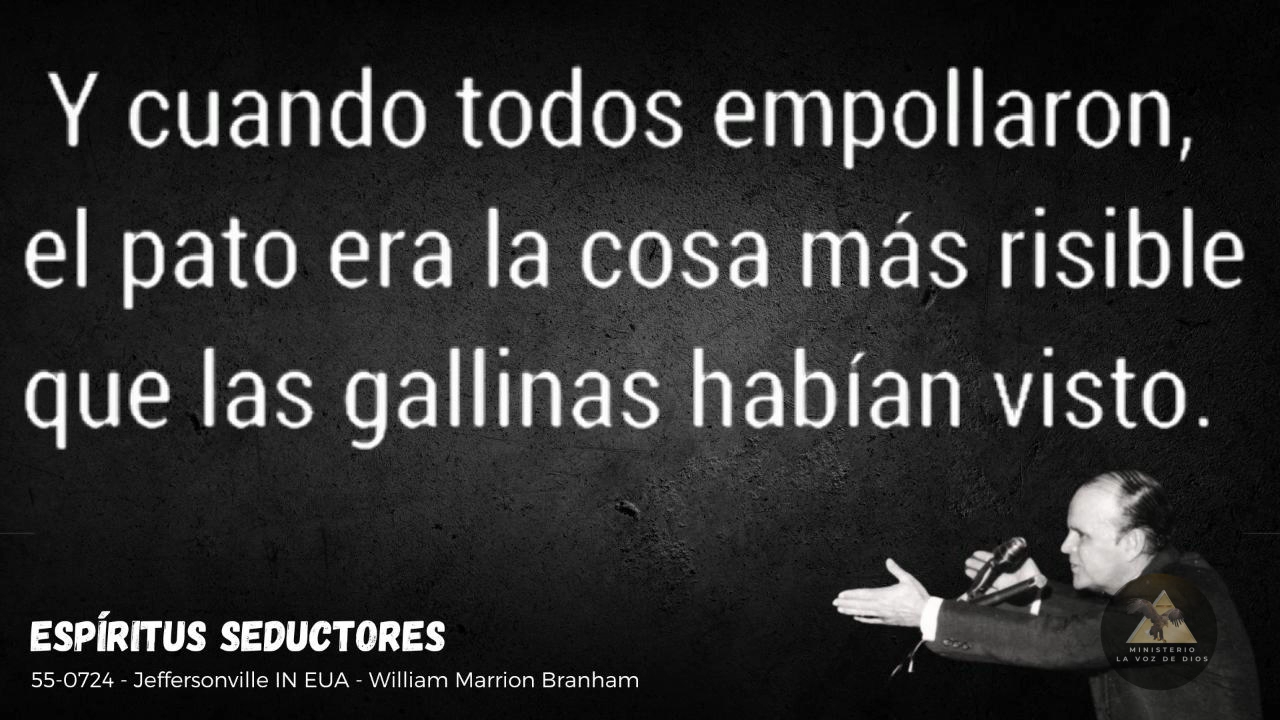 Y cuando todos empollaron,
el pato era la cosa más risible
que las gallinas habían visto.
ESPÍRITUS SEDUCTORES
55-0724 - Jeffersonville IN EUA - William Marrion Branham
MINISTERIO
LA VOZ DE DIOS